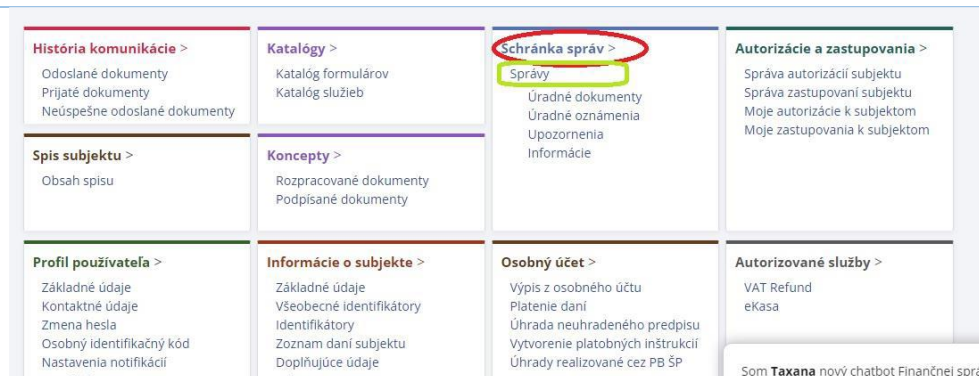 História komunikácie >
Odoslané dokumenty
Prijaté dokumenty
Neúspešne odoslané dokumenty
Katalógy >
Katalóg formulárov
Katalóg služieb
Schránka správ >
Správy
Úradné dokumenty
Úradné oznámenia
Upozornenia
Informácie
Autorizácie a zastupovania >
Správa autorizácií subjektu
Správa zastupovaní subjektu
Moje autorizácie k subjektom
Moje zastupovania k subjektom
Spis subjektu >
Obsah spisu
Koncepty >
Rozpracované dokumenty
Podpísané dokumenty
Profil používateľa >
Základné údaje
Kontaktné údaje
Zmena hesla
Osobný identifikačný kód
Nastavenia notifikácií
Informácie o subjekte >
Základné údaje
Všeobecné identifikátory
Identifikátory
Zoznam daní subjektu
Doplňujúce údaje
Osobný účet >
Výpis z osobného účtu
Platenie daní
Úhrada neuhradeného predpisu
Vytvorenie platobných inštrukcií
Úhrady realizované cez PB ŠP
Autorizované služby >
VAT Refund
eKasa
Som Taxana nový chatbot Finančnej sprá